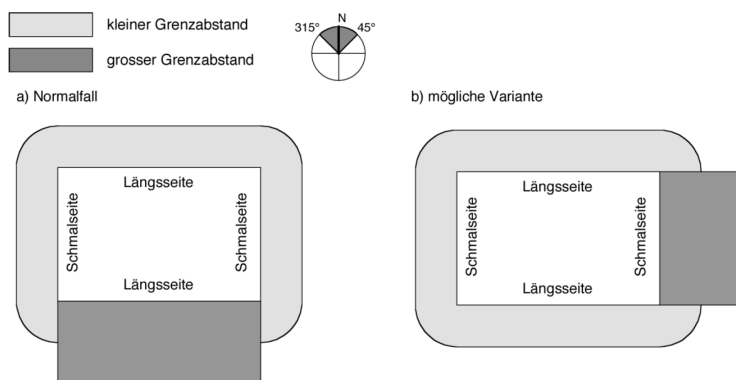 kleiner Grenzabstand
grosser Grenzabstand
N
315° 45°
a) Normalfall
b) mögliche Variante
Längsseite
Schmalseite
Schmalseite
Längsseite
Längsseite
Schmalseite
Schmalseite
Längsseite